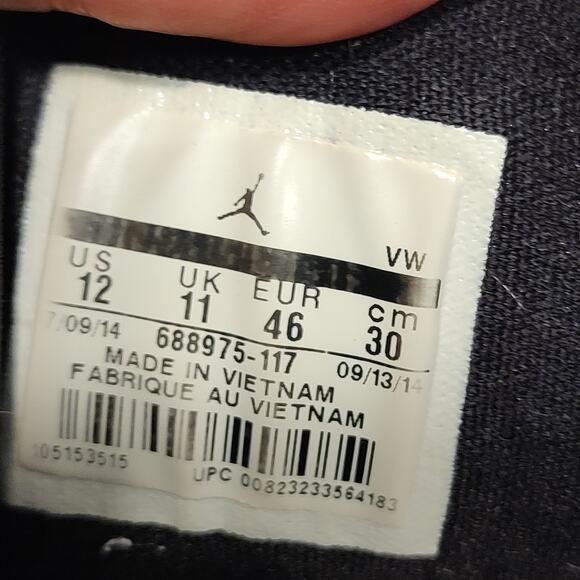 VW
US UK EUR cm
12 11 46 30
/09/14 688975-117 09/13/14
MADE IN VIETNAM
FABRIQUE AU VIETNAM
05153515 UPC 00823233564183